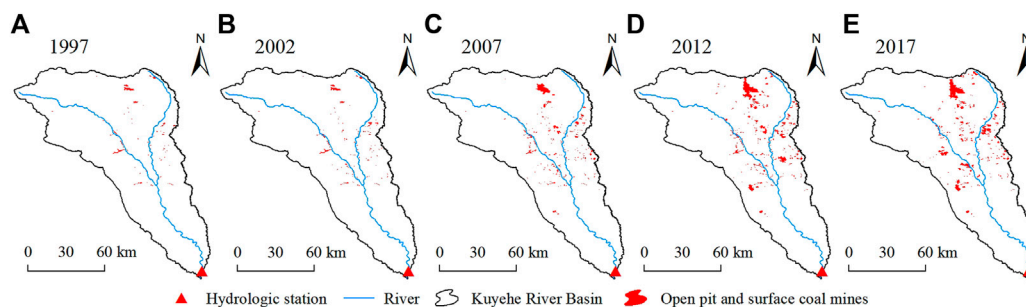 A B C D E
1997 2002 2007 2012 2017
N N N N N
0 30 60 km 0 30 60 km 0 30 60 km 0 30 60 km 0 30 60 km
Hydrologic station River Kuyehe River Basin Open pit and surface coal mines